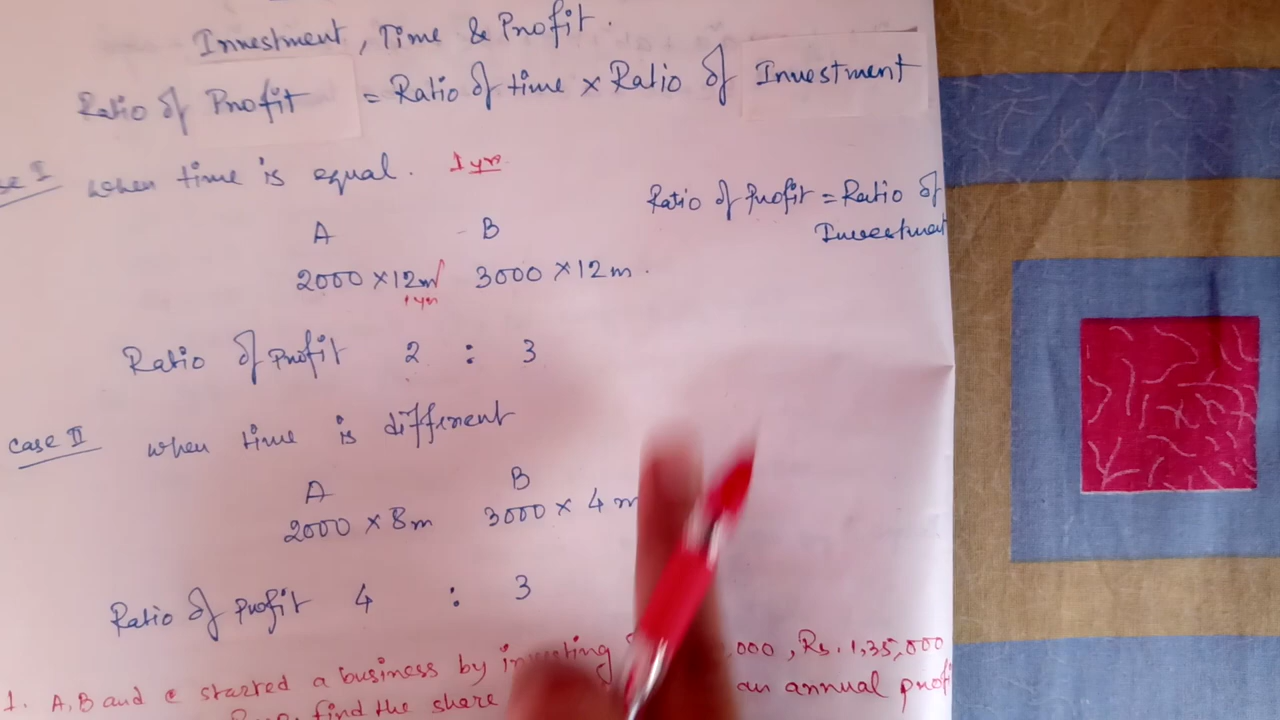 Investment, Time & Profit.
Ratio of Profit = Ratio of time × Ratio of Investment
se I when time is equal. 1 yr
Ratio of Profit = Ratio of
Investment
A B
2000 × 12m 3000 × 12m.
1 yr
Ratio of Profit 2 : 3
Case II when time is different
A B
2000 × 8m 3000 × 4 m
Ratio of Profit 4 : 3
1. A, B and C started a business by investing ,000, Rs. 1,35,000
find the share an annual profi